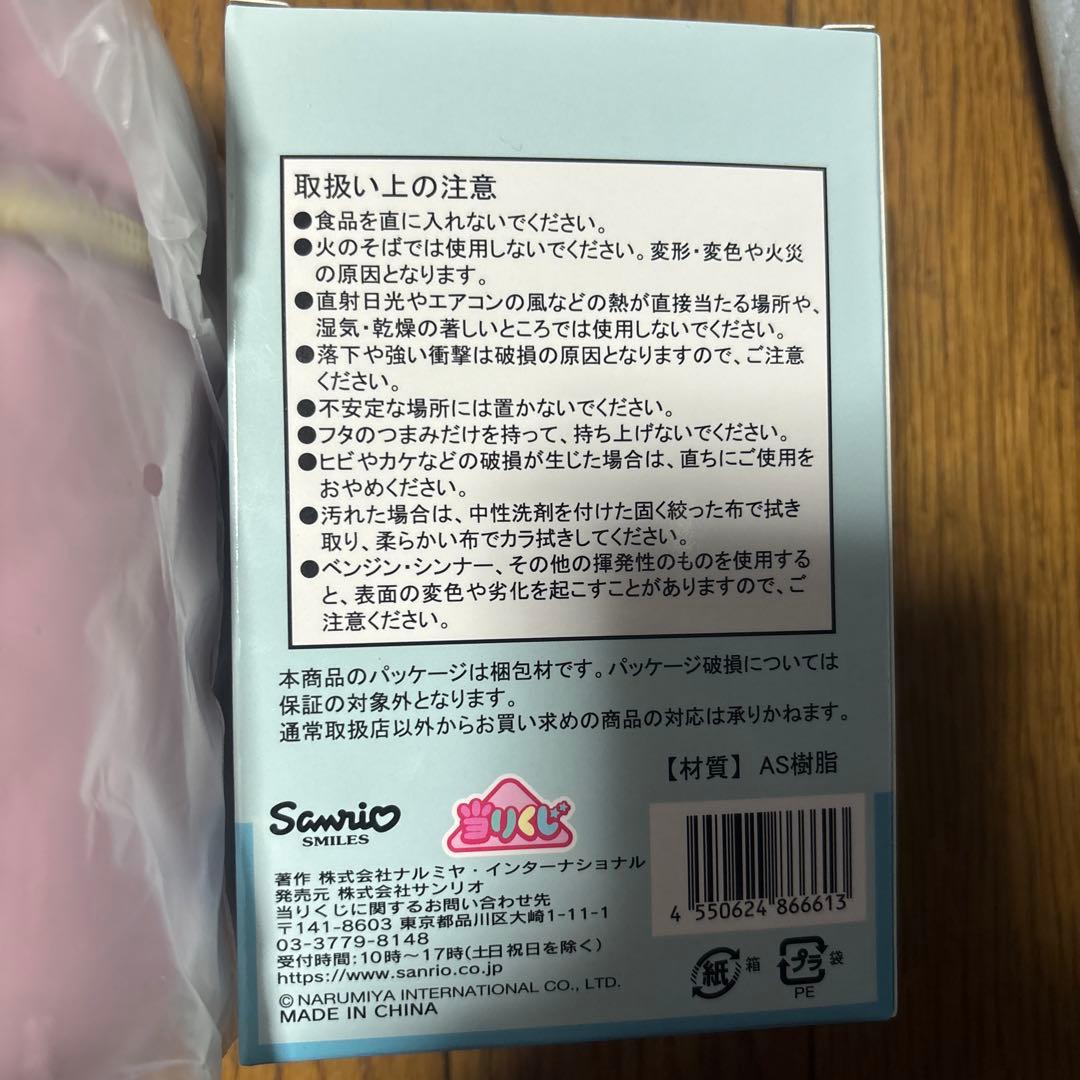 取扱い上の注意
●食品を直に入れないでください。
●火のそばでは使用しないでください。変形・変色や火災
の原因となります。
●直射日光やエアコンの風などの熱が直接当たる場所や、
湿気・乾燥の著しいところでは使用しないでください。
●落下や強い衝撃は破損の原因となりますので、ご注意
ください。
●不安定な場所には置かないでください。
●フタのつまみだけを持って、持ち上げないでください。
●ヒビやカケなどの破損が生じた場合は、直ちにご使用を
おやめください。
●汚れた場合は、中性洗剤を付けた固く絞った布で拭き
取り、柔らかい布でカラ拭きしてください。
●ベンジン・シンナー、その他の揮発性のものを使用する
と、表面の変色や劣化を起こすことがありますので、ご
注意ください。
本商品のパッケージは梱包材です。パッケージ破損については
保証の対象外となります。
通常取扱店以外からお買い求めの商品の対応は承りかねます。
【材質】 AS樹脂
Sanrio
SMILES
当りくじ
著作 株式会社ナルミヤ・インターナショナル
発売元 株式会社サンリオ
当りくじに関するお問い合わせ先
〒141-8603 東京都品川区大崎1-11-1
03-3779-8148
受付時間:10時〜17時(土日祝日を除く)
https://www.sanrio.co.jp
© NARUMIYA INTERNATIONAL CO., LTD.
MADE IN CHINA
4 550624 866613
紙 箱
プラ 袋
PE